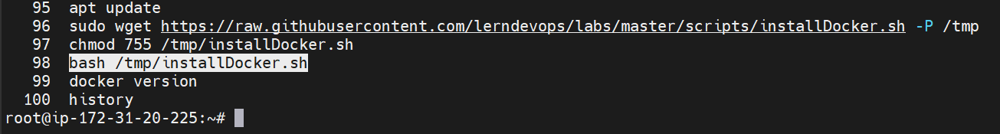 95 apt update
96 sudo wget https://raw.githubusercontent.com/lerndevops/labs/master/scripts/installDocker.sh -P /tmp
97 chmod 755 /tmp/installDocker.sh
98 bash /tmp/installDocker.sh
99 docker version
100 history
root@ip-172-31-20-225:~#